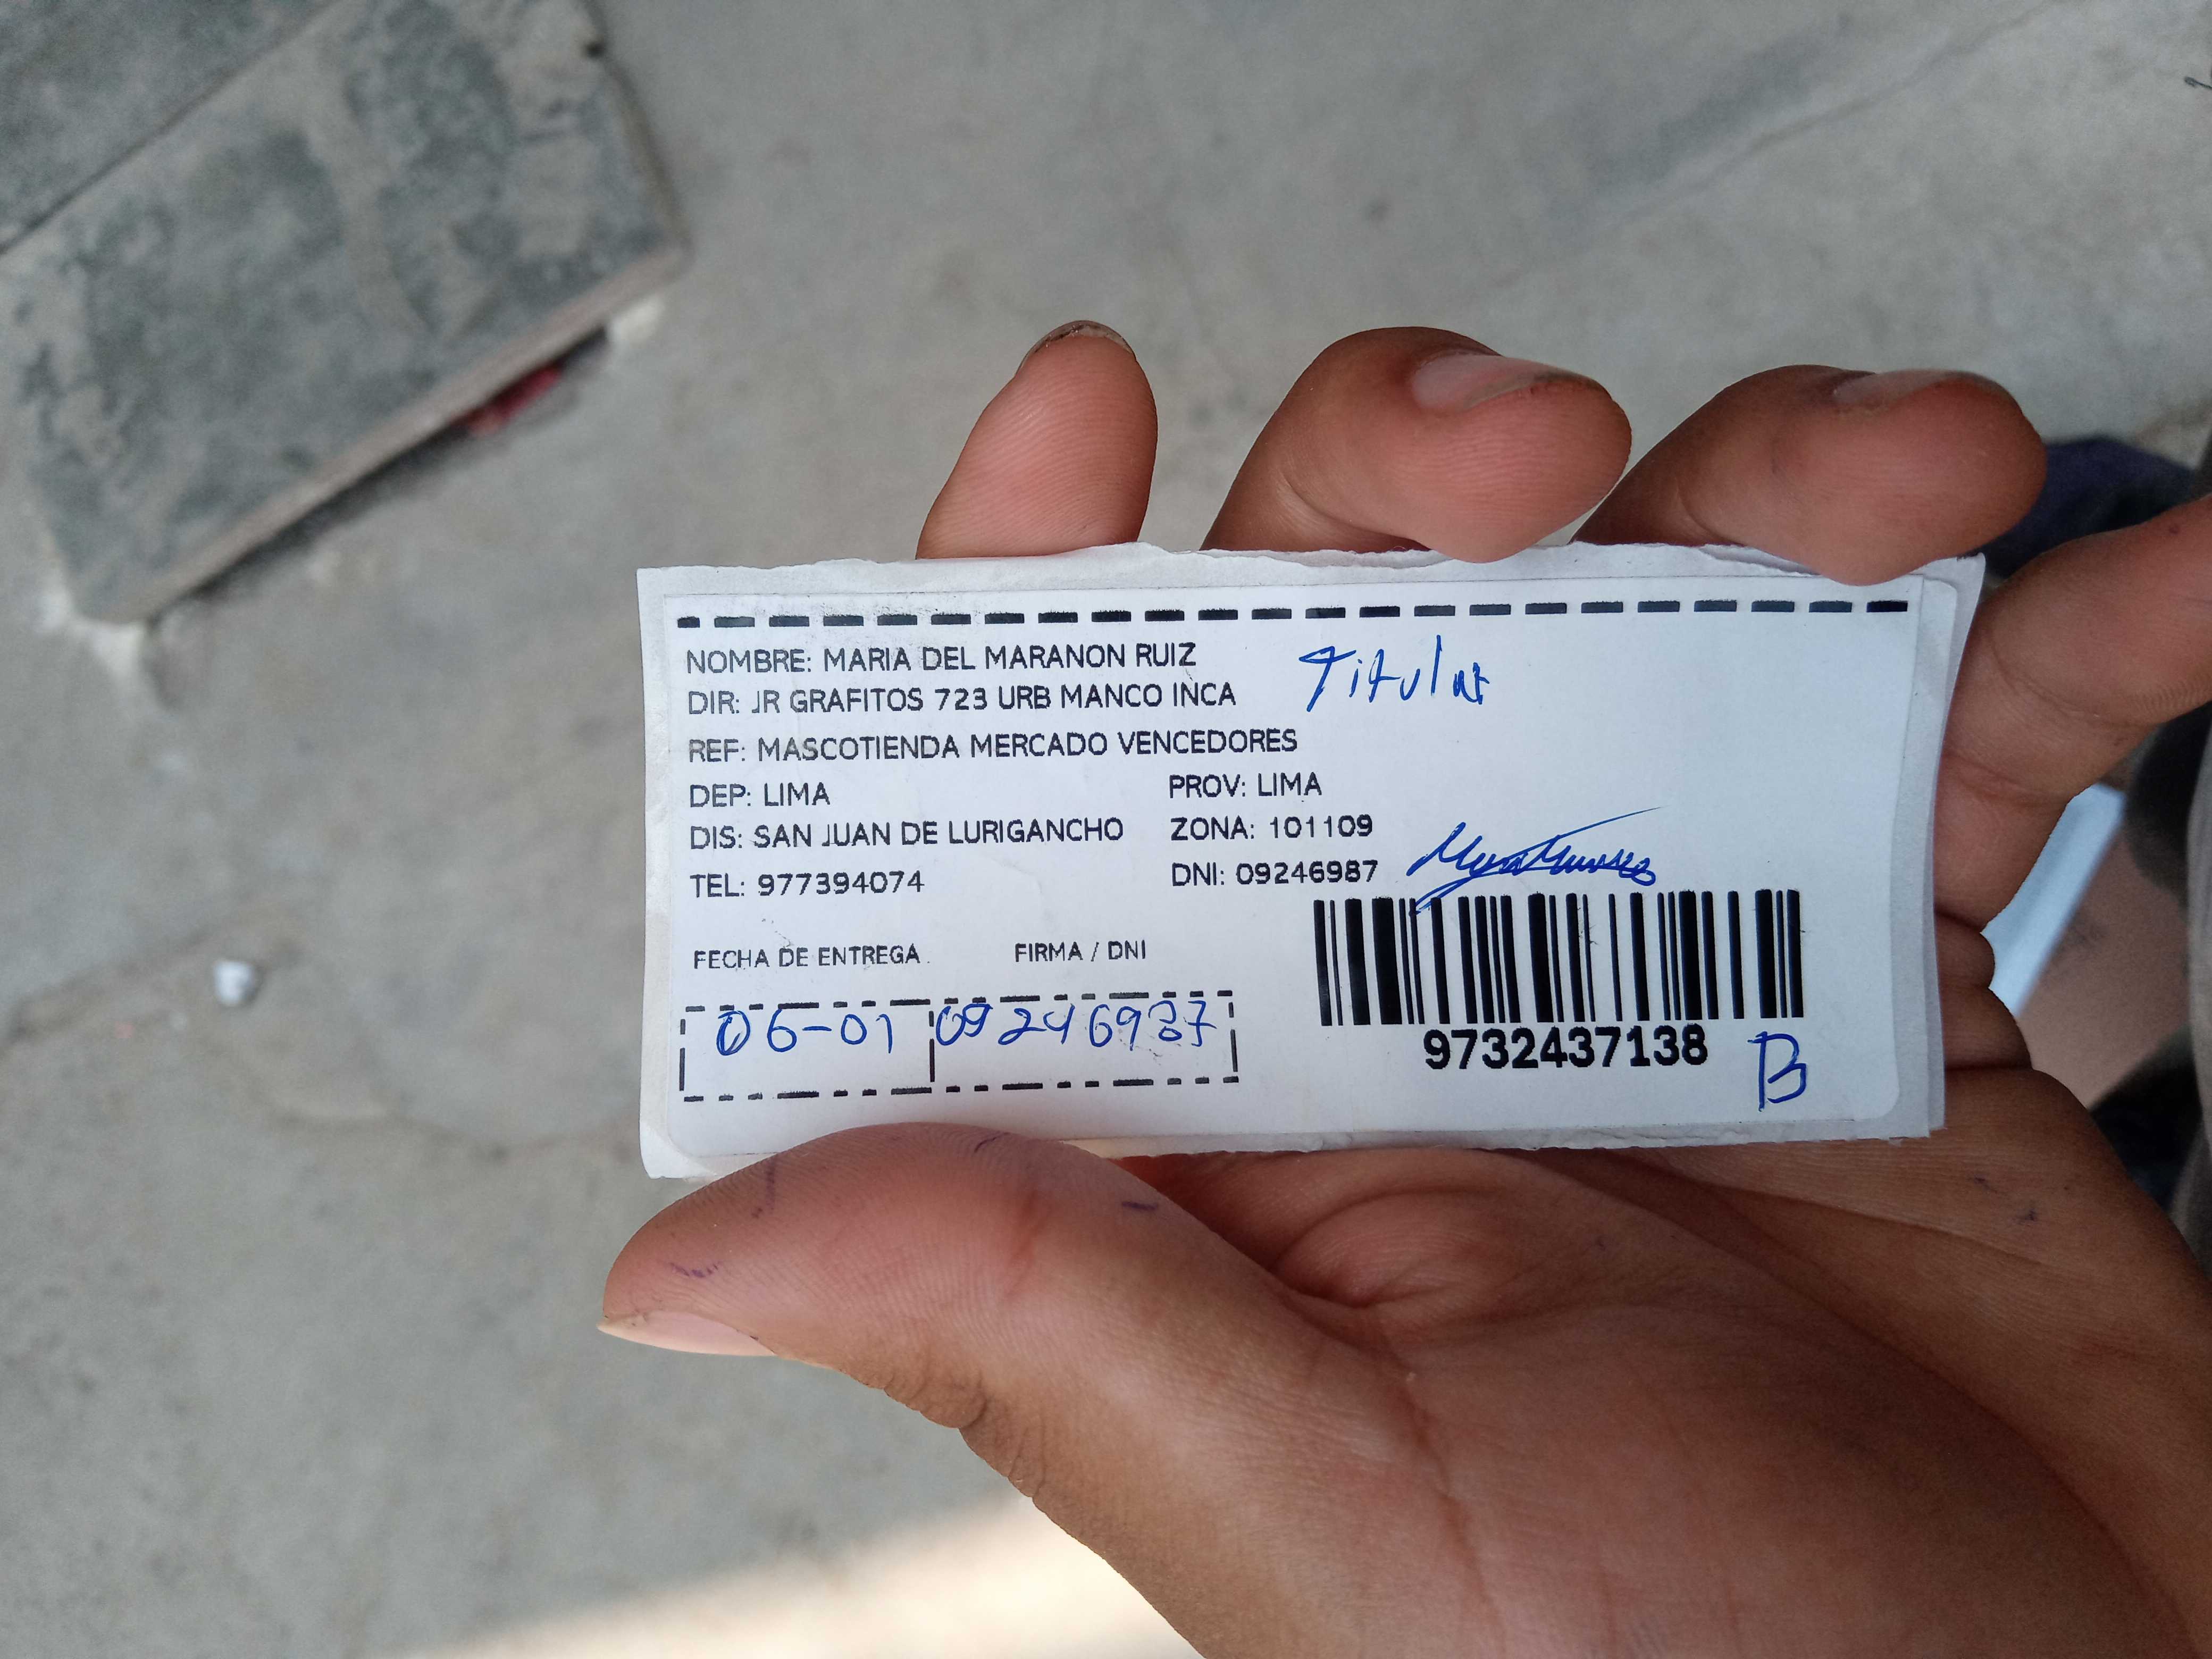 NOMBRE: MARIA DEL MARANON RUIZ
Titular
DIR: JR GRAFITOS 723 URB MANCO INCA
REF: MASCOTIENDA MERCADO VENCEDORES
DEP: LIMA PROV: LIMA
DIS: SAN JUAN DE LURIGANCHO ZONA: 101109
TEL: 977394074 DNI: 09246987
FECHA DE ENTREGA FIRMA / DNI
06-01 09246987
9732437138
B